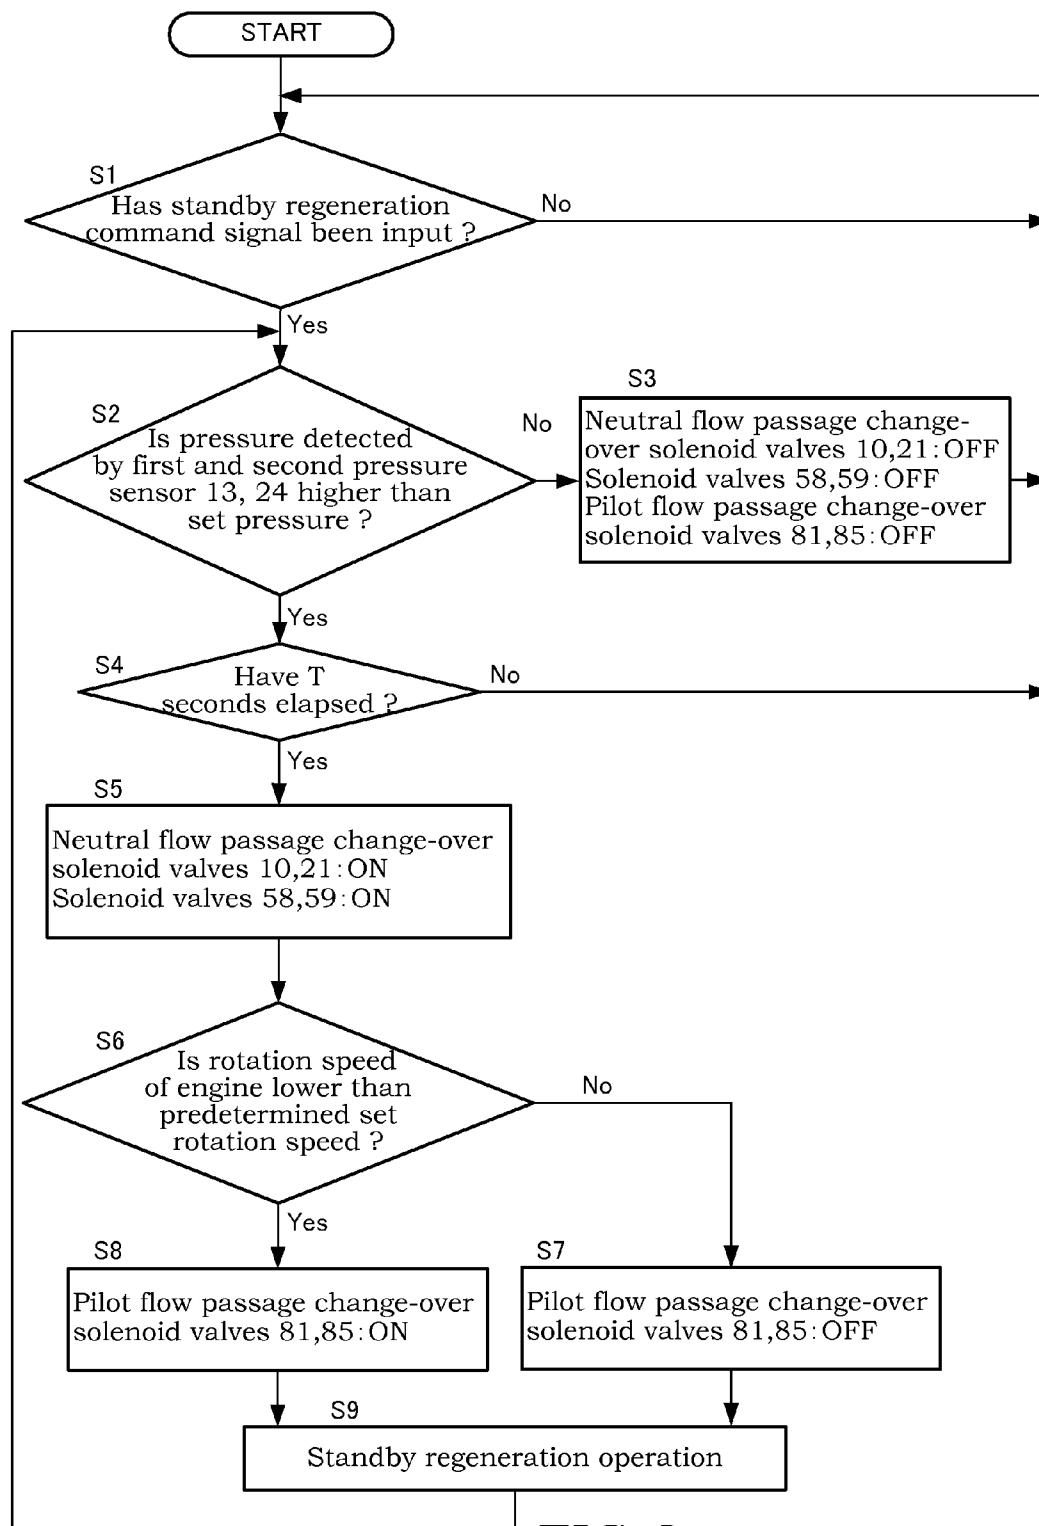 START
S1
Has standby regeneration
command signal been input ?
No
Yes
S2
Is pressure detected
by first and second pressure
sensor 13, 24 higher than
set pressure ?
No
S3
Neutral flow passage change-
over solenoid valves 10,21:OFF
Solenoid valves 58,59:OFF
Pilot flow passage change-over
solenoid valves 81,85:OFF
Yes
S4
Have T
seconds elapsed ?
No
Yes
S5
Neutral flow passage change-over
solenoid valves 10,21:ON
Solenoid valves 58,59:ON
S6
Is rotation speed
of engine lower than
predetermined set
rotation speed ?
No
Yes
S8
Pilot flow passage change-over
solenoid valves 81,85:ON
S7
Pilot flow passage change-over
solenoid valves 81,85:OFF
S9
Standby regeneration operation